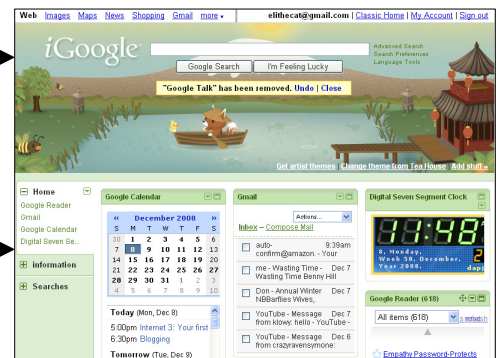 Web Images Maps News Shopping Gmail more ▾ elithecat@gmail.com | Classic Home | My Account | Sign out
iGoogle
Advanced Search
Search Preferences
Language Tools
Google Search I'm Feeling Lucky
"Google Talk" has been removed. Undo | Close
Get artist themes | Change theme from Tea House Add stuff »
Home
Google Reader
Gmail
Google Calendar
Digital Seven Se...
information
Searches
Google Calendar
« December 2008 »
S M T W T F S
30 1 2 3 4 5 6
7 8 9 10 11 12 13
14 15 16 17 18 19 20
21 22 23 24 25 26 27
28 29 30 31 1 2 3
4 5 6 7 8 9 10
Today (Mon, Dec 8)
5:00pm Internet 3: Your first
6:30pm Blogging
Tomorrow (Tue, Dec 9)
Gmail
Actions...
Inbox – Compose Mail
auto- 9:39am
confirm@amazon. - Your
me - Wasting Time - Dec 7
Wasting Time Benny Hill
Don - Annual Winter Dec 7
NBBarflies Wives,
YouTube - Message Dec 7
from klowy: hello - YouTube -
YouTube - Message Dec 6
from crazyravensymone:
Digital Seven Segment Clock
11:48
8, Monday,
Week 50, December,
Year 2008.
Google Reader (618)
All items (618) refresh
Empathy Password-Protects